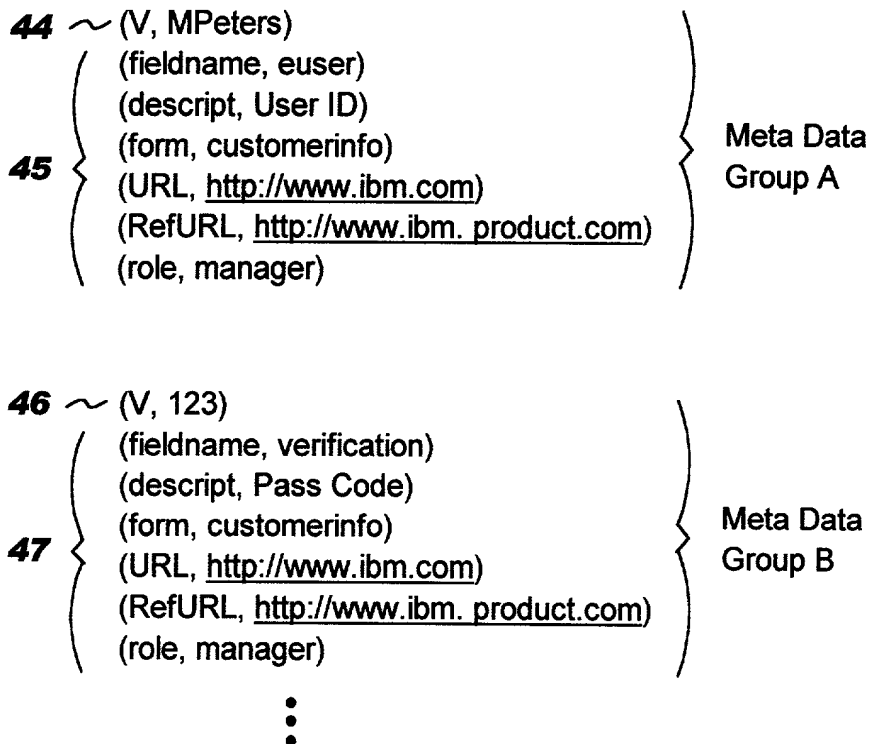 44 (V, MPeters)
(fieldname, euser)
(descript, User ID)
(form, customerinfo)
45
(URL, http://www.ibm.com)
(RefURL, http://www.ibm. product.com)
(role, manager)
Meta Data
Group A
46 (V, 123)
(fieldname, verification)
(descript, Pass Code)
(form, customerinfo)
47
(URL, http://www.ibm.com)
(RefURL, http://www.ibm. product.com)
(role, manager)
Meta Data
Group B